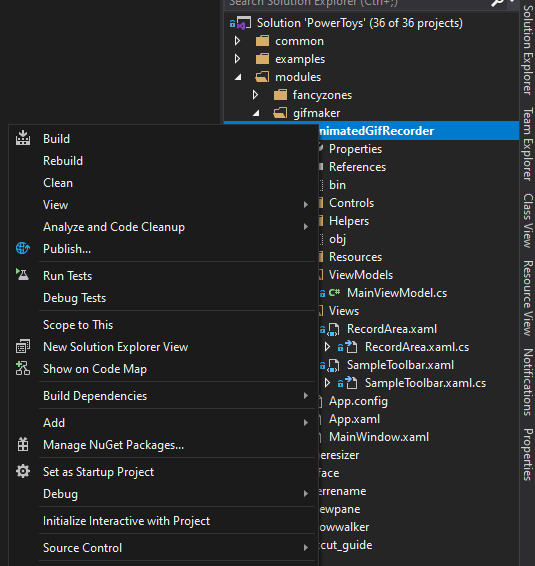 Search Solution Explorer (Ctrl+;)
Solution 'PowerToys' (36 of 36 projects)
common
examples
modules
fancyzones
gifmaker
nimatedGifRecorder
Properties
References
bin
Controls
Helpers
obj
Resources
ViewModels
C# MainViewModel.cs
Views
RecordArea.xaml
RecordArea.xaml.cs
SampleToolbar.xaml
SampleToolbar.xaml.cs
App.config
App.xaml
MainWindow.xaml
eresizer
face
errename
ewpane
owwalker
cut_guide
Build
Rebuild
Clean
View
Analyze and Code Cleanup
Publish...
Run Tests
Debug Tests
Scope to This
New Solution Explorer View
Show on Code Map
Build Dependencies
Add
Manage NuGet Packages...
Set as Startup Project
Debug
Initialize Interactive with Project
Source Control
Solution Explorer
Team Explorer
Class View
Resource View
Notifications
Properties